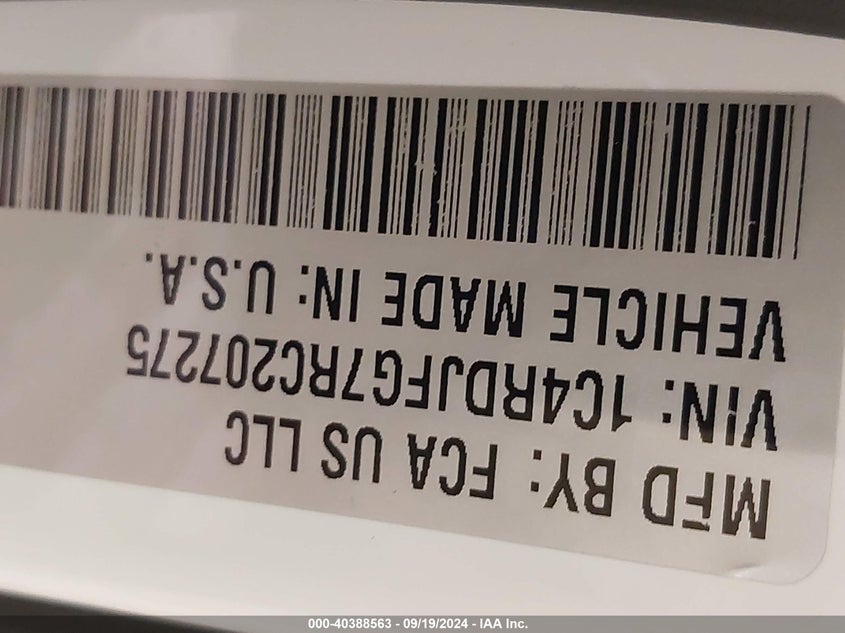 MFD BY: FCA US LLC
VIN: 1C4RDJFG7RC207275
VEHICLE MADE IN: U.S.A.
000-40388563 - 09/19/2024 - IAA Inc.